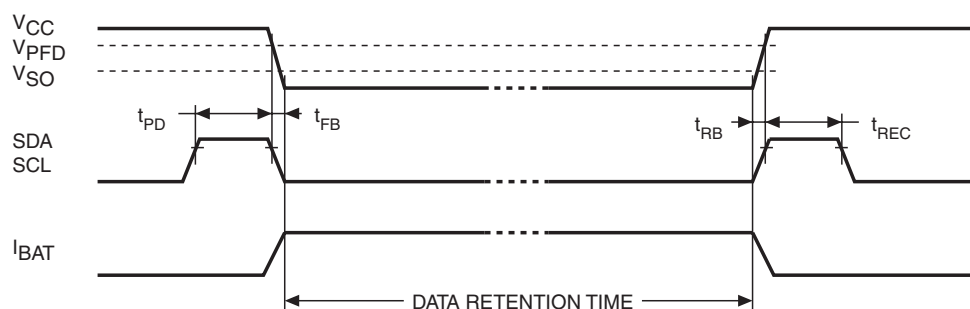 VCC
VPFD
VSO
tPD
tFB
tRB
tREC
SDA
SCL
IBAT
DATA RETENTION TIME